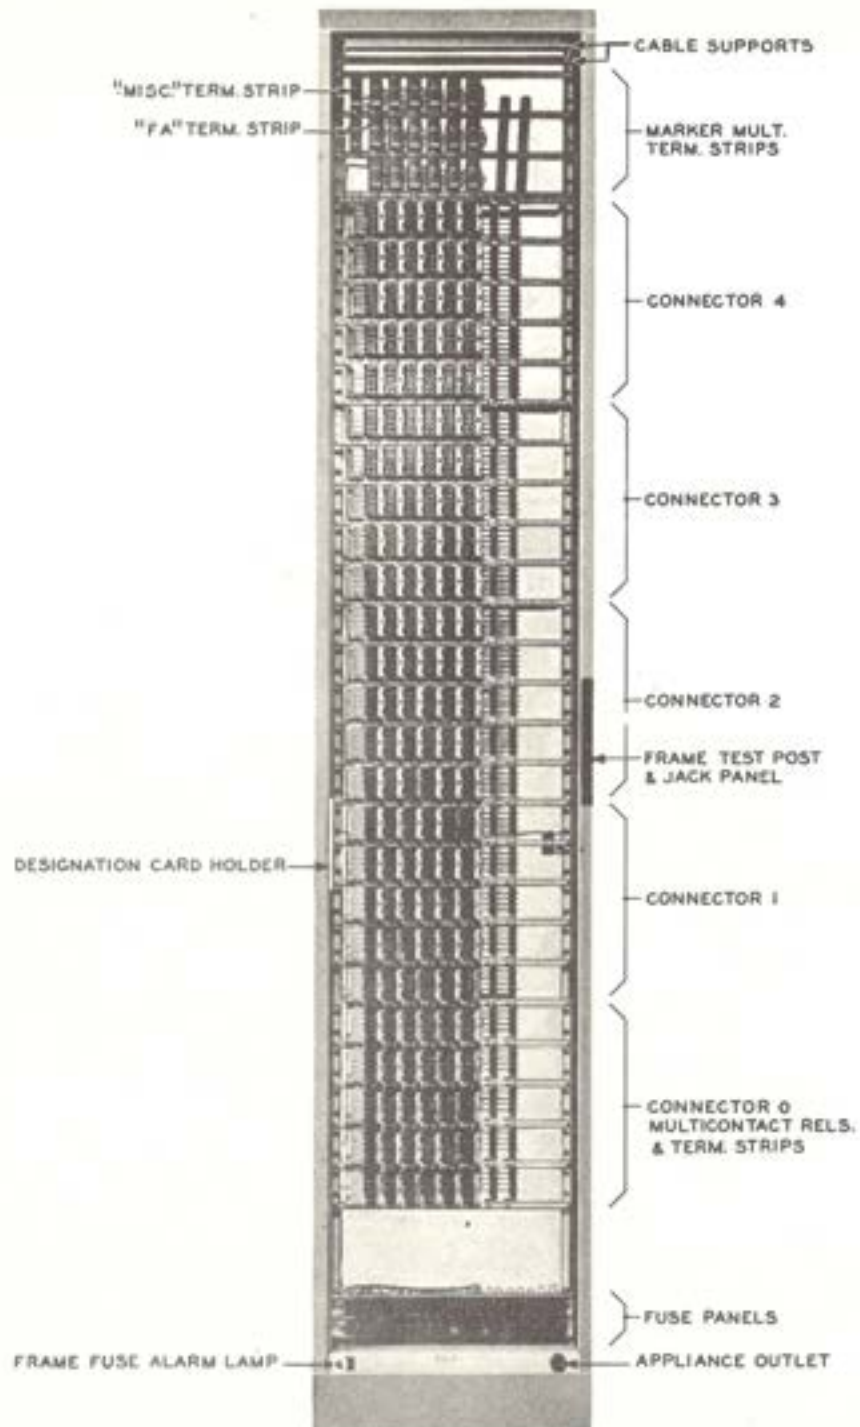 CABLE SUPPORTS
"MISC." TERM. STRIP
"FA" TERM. STRIP
MARKER MULT.
TERM. STRIPS
CONNECTOR 4
CONNECTOR 3
CONNECTOR 2
FRAME TEST POST
& JACK PANEL
DESIGNATION CARD HOLDER
CONNECTOR 1
CONNECTOR 0
MULTICONTACT RELS.
& TERM. STRIPS
FUSE PANELS
FRAME FUSE ALARM LAMP
APPLIANCE OUTLET